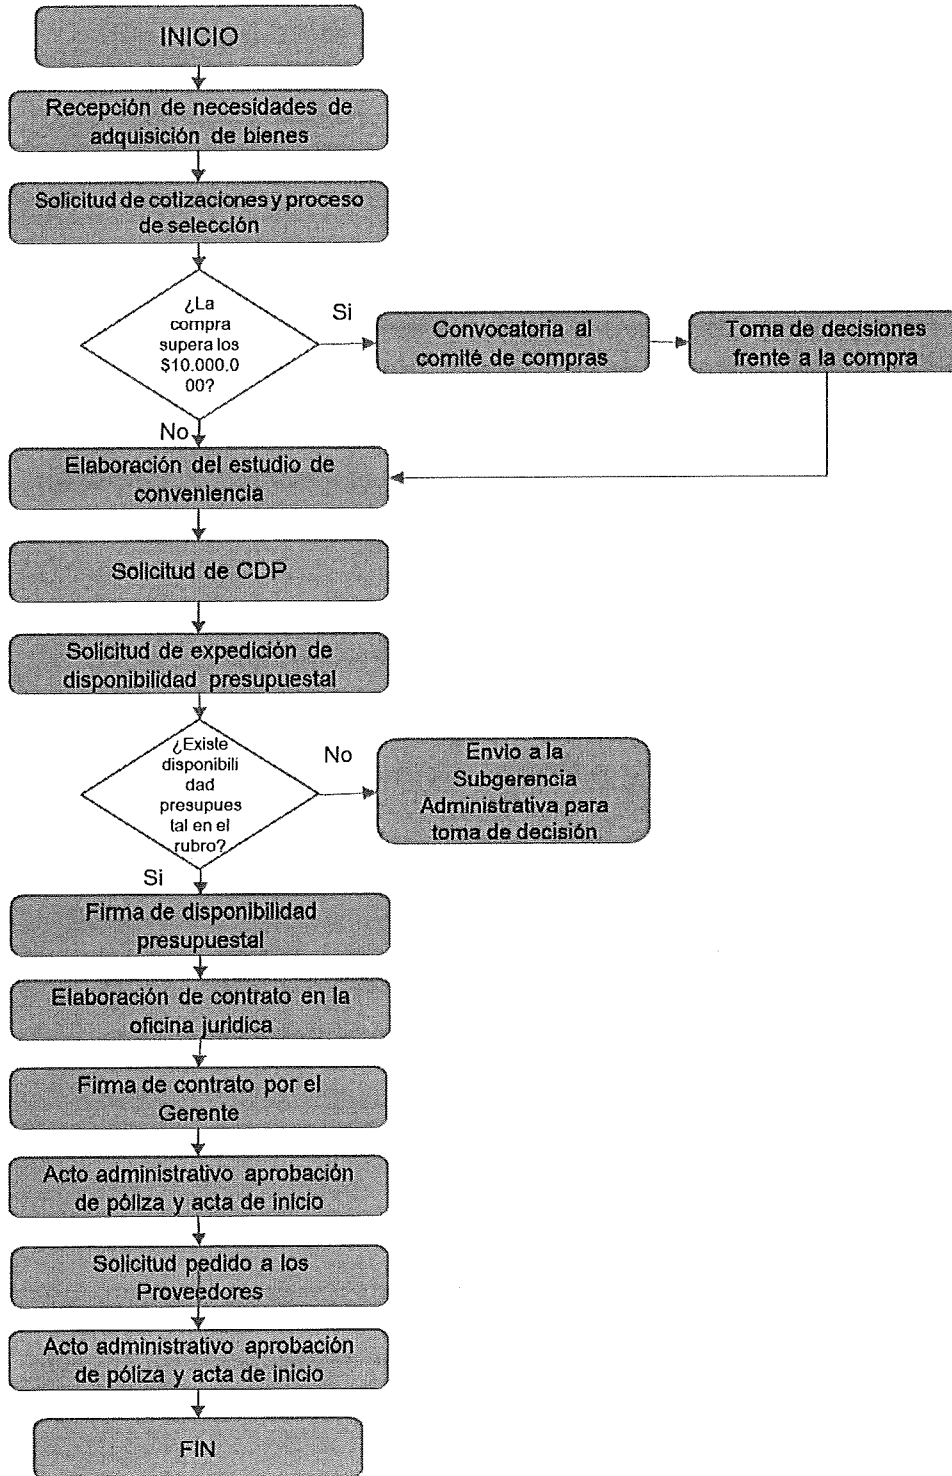 INICIO
Recepción de necesidades de
adquisición de bienes
Solicitud de cotizaciones y proceso
de selección
¿La
compra
supera los
$10.000.0
00?
Si
Convocatoria al
comité de compras
Toma de decisiones
frente a la compra
No
Elaboración del estudio de
conveniencia
Solicitud de CDP
Solicitud de expedición de
disponibilidad presupuestal
¿Existe
disponibili
dad
presupues
tal en el
rubro?
No
Envio a la
Subgerencia
Administrativa para
toma de decisión
Si
Firma de disponibilidad
presupuestal
Elaboración de contrato en la
oficina jurídica
Firma de contrato por el
Gerente
Acto administrativo aprobación
de póliza y acta de inicio
Solicitud pedido a los
Proveedores
Acto administrativo aprobación
de póliza y acta de inicio
FIN